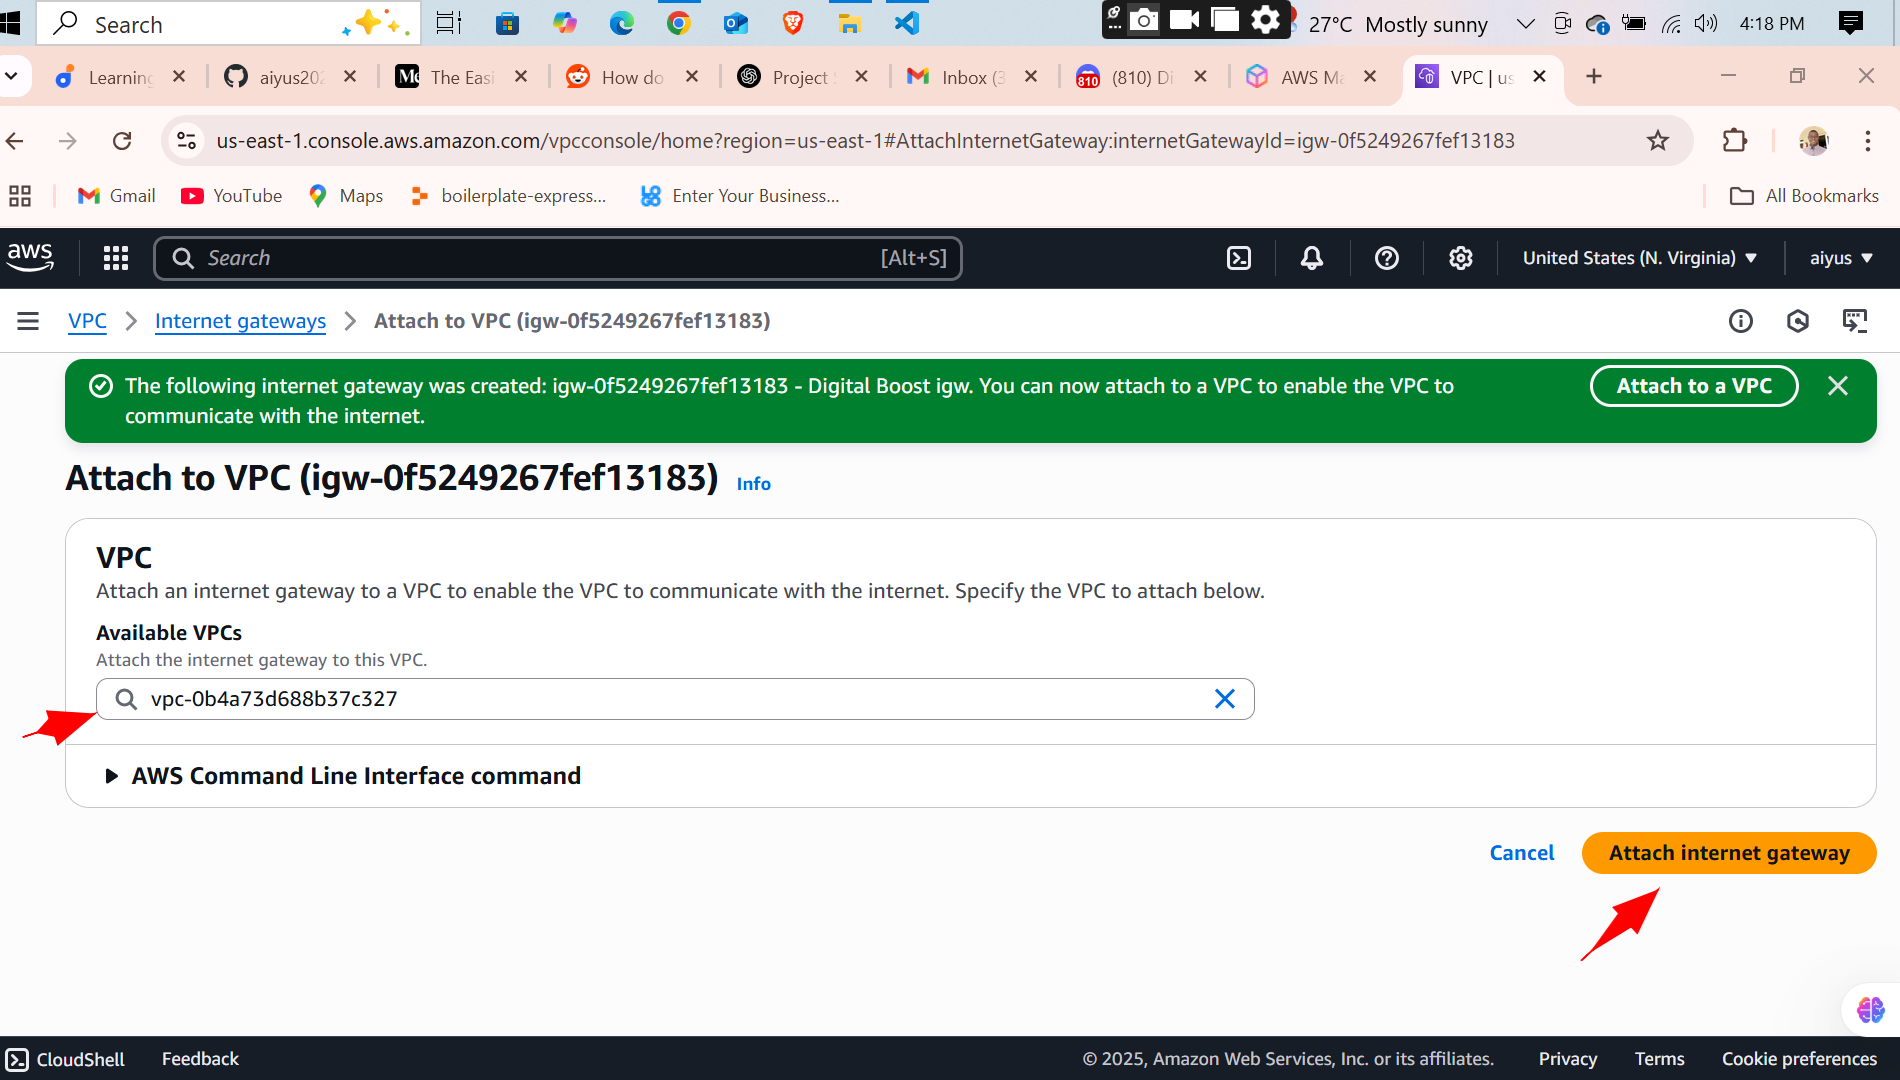 Search
27°C Mostly sunny
4:18 PM
Learning
aiyus202
Me
The Easi
How do
Project
Inbox (3
810
(810) Di
AWS Ma
VPC | us
us-east-1.console.aws.amazon.com/vpcconsole/home?region=us-east-1#AttachInternetGateway:internetGatewayId=igw-0f5249267fef13183
Gmail
YouTube
Maps
boilerplate-express...
Enter Your Business...
All Bookmarks
aws
Search
[Alt+S]
United States (N. Virginia)
aiyus
VPC
Internet gateways
Attach to VPC (igw-0f5249267fef13183)
The following internet gateway was created: igw-0f5249267fef13183 - Digital Boost igw. You can now attach to a VPC to enable the VPC to
communicate with the internet.
Attach to a VPC
Attach to VPC (igw-0f5249267fef13183)
Info
VPC
Attach an internet gateway to a VPC to enable the VPC to communicate with the internet. Specify the VPC to attach below.
Available VPCs
Attach the internet gateway to this VPC.
vpc-0b4a73d688b37c327
AWS Command Line Interface command
Cancel
Attach internet gateway
CloudShell
Feedback
© 2025, Amazon Web Services, Inc. or its affiliates.
Privacy
Terms
Cookie preferences